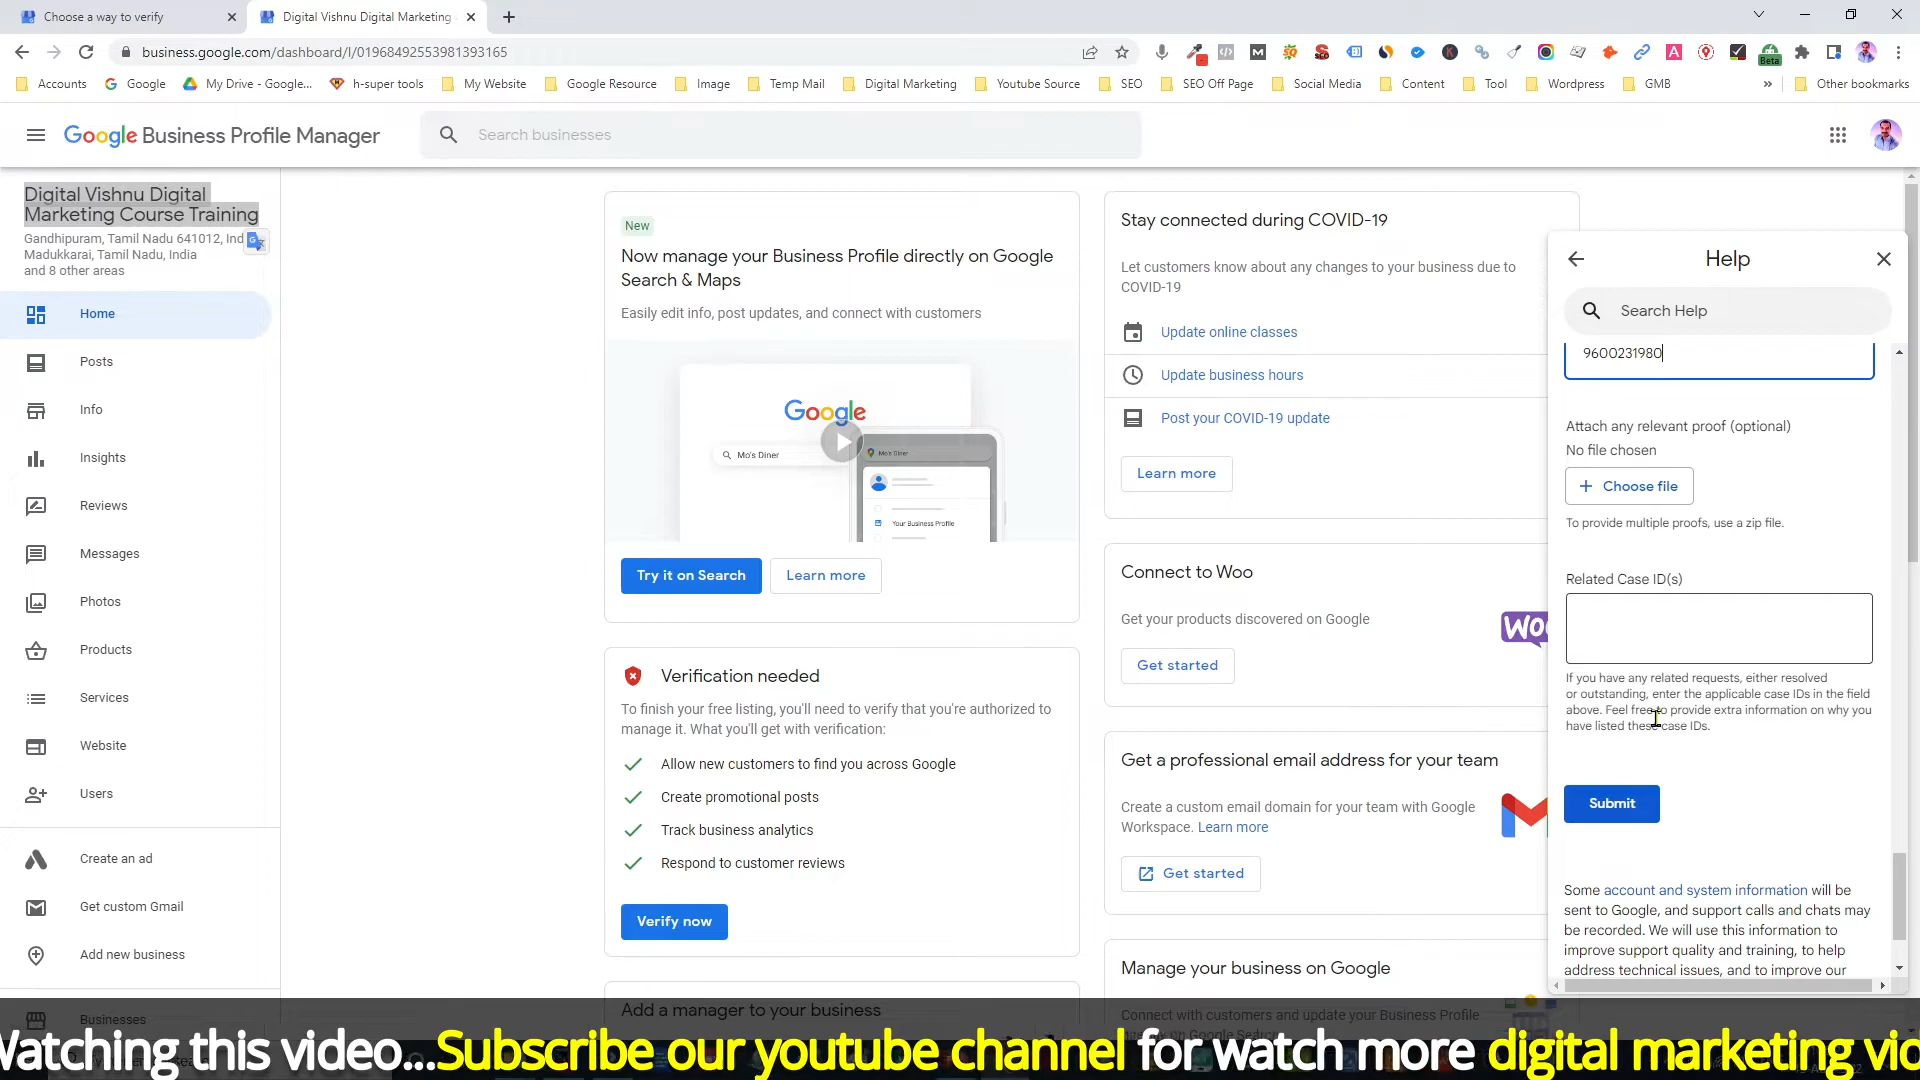 Choose a way to verify
Digital Vishnu Digital Marketing
business.google.com/dashboard/l/01968492553981393165
Beta
Accounts
Google
My Drive - Google...
h-super tools
My Website
Google Resource
Image
Temp Mail
Digital Marketing
Youtube Source
SEO
SEO Off Page
Social Media
Content
Tool
Wordpress
GMB
Other bookmarks
Google Business Profile Manager
Search businesses
Digital Vishnu Digital
Marketing Course Training
Gandhipuram, Tamil Nadu 641012, Ind
Madukkarai, Tamil Nadu, India
and 8 other areas
Home
Posts
Info
Insights
Reviews
Messages
Photos
Products
Services
Website
Users
Create an ad
Get custom Gmail
Add new business
Businesses
New
Now manage your Business Profile directly on Google
Search & Maps
Easily edit info, post updates, and connect with customers
Google
Mo's Diner
Mo's Diner
Your Business Profile
Try it on Search
Learn more
Verification needed
To finish your free listing, you'll need to verify that you're authorized to
manage it. What you'll get with verification:
Allow new customers to find you across Google
Create promotional posts
Track business analytics
Respond to customer reviews
Verify now
Add a manager to your business
Stay connected during COVID-19
Let customers know about any changes to your business due to
COVID-19
Update online classes
Update business hours
Post your COVID-19 update
Learn more
Connect to Woo
Get your products discovered on Google
WOO
Get started
Get a professional email address for your team
Create a custom email domain for your team with Google
Workspace. Learn more
Get started
Manage your business on Google
Connect with customers and update your Business Profile
Help
Search Help
9600231980
Attach any relevant proof (optional)
No file chosen
Choose file
To provide multiple proofs, use a zip file.
Related Case ID(s)
If you have any related requests, either resolved
or outstanding, enter the applicable case IDs in the field
above. Feel free to provide extra information on why you
have listed these case IDs.
Submit
Some account and system information will be
sent to Google, and support calls and chats may
be recorded. We will use this information to
improve support quality and training, to help
address technical issues, and to improve our
Watching this video...Subscribe our youtube channel for watch more digital marketing vid